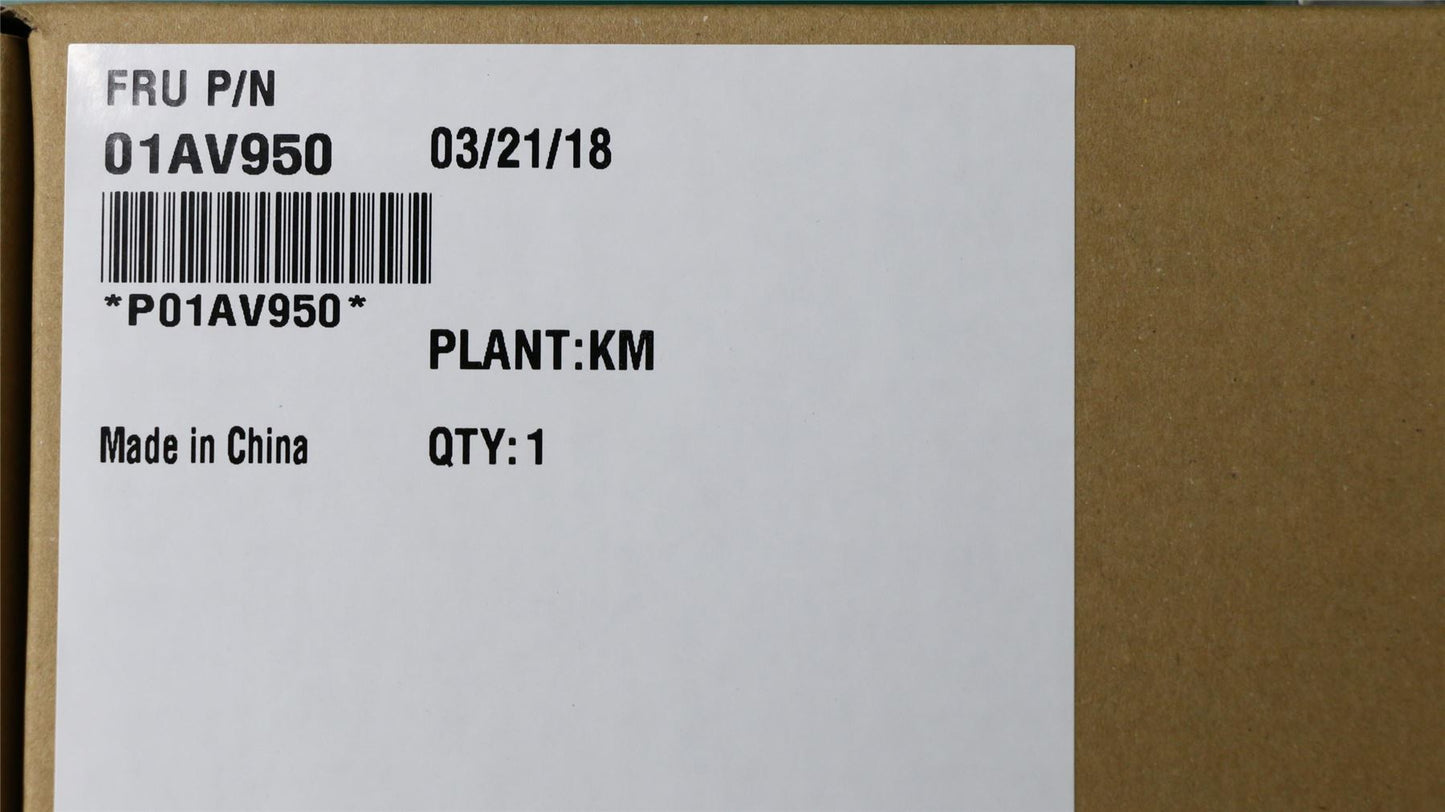 FRU P/N
01AV950 03/21/18
*P01AV950*
PLANT:KM
Made in China QTY: 1